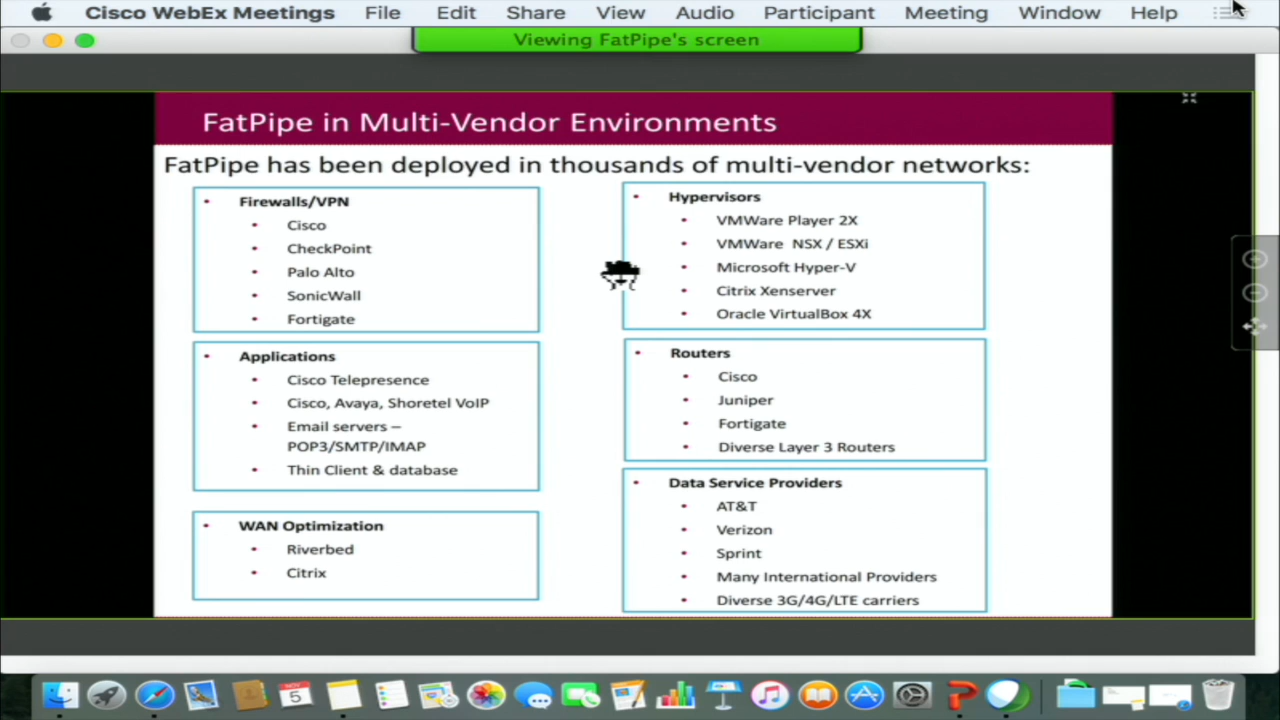 Cisco WebEx Meetings File Edit Share View Audio Participant Meeting Window Help
Viewing FatPipe's screen
FatPipe in Multi-Vendor Environments
FatPipe has been deployed in thousands of multi-vendor networks:
• Firewalls/VPN
• Cisco
• CheckPoint
• Palo Alto
• SonicWall
• Fortigate
• Applications
• Cisco Telepresence
• Cisco, Avaya, Shoretel VoIP
• Email servers –
POP3/SMTP/IMAP
• Thin Client & database
• WAN Optimization
• Riverbed
• Citrix
• Hypervisors
• VMWare Player 2X
• VMWare NSX / ESXi
• Microsoft Hyper-V
• Citrix Xenserver
• Oracle VirtualBox 4X
• Routers
• Cisco
• Juniper
• Fortigate
• Diverse Layer 3 Routers
• Data Service Providers
• AT&T
• Verizon
• Sprint
• Many International Providers
• Diverse 3G/4G/LTE carriers
NOV
5